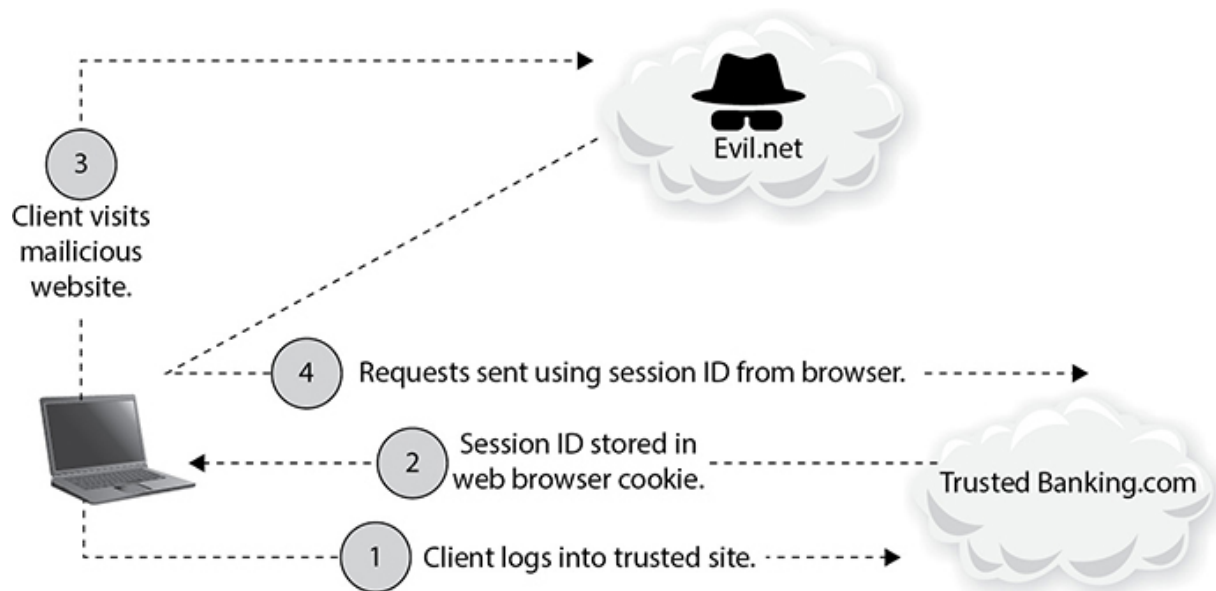 Evil.net
3
Client visits
mailicious
website.
4 Requests sent using session ID from browser.
2 Session ID stored in
web browser cookie.
Trusted Banking.com
1 Client logs into trusted site.